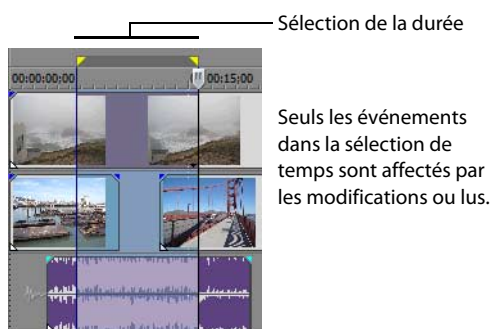 Sélection de la durée
00:00:00;00
00:15;00
Seuls les événements
dans la sélection de
temps sont affectés par
les modifications ou lus.